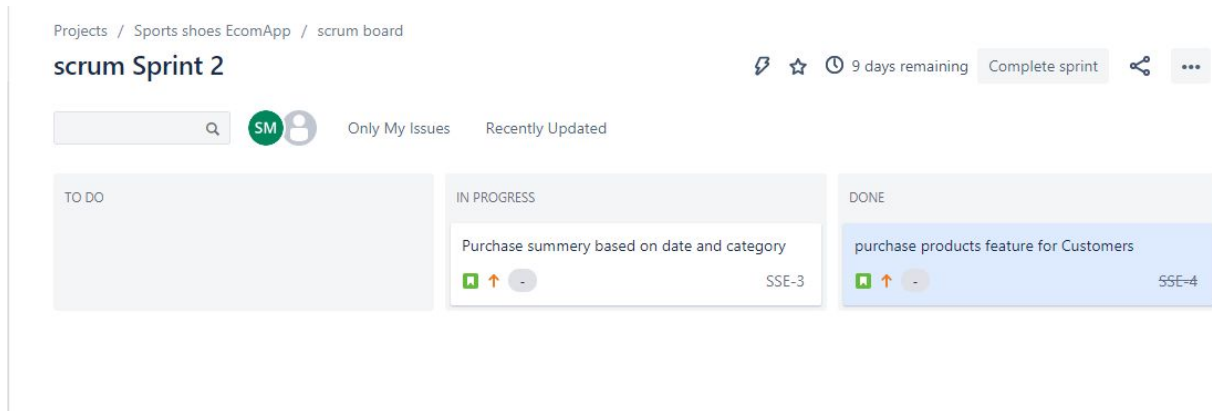 Projects / Sports shoes EcomApp / scrum board
scrum Sprint 2
9 days remaining Complete sprint
SM Only My Issues Recently Updated
TO DO
IN PROGRESS
Purchase summery based on date and category
- SSE-3
DONE
purchase products feature for Customers
- SSE-4